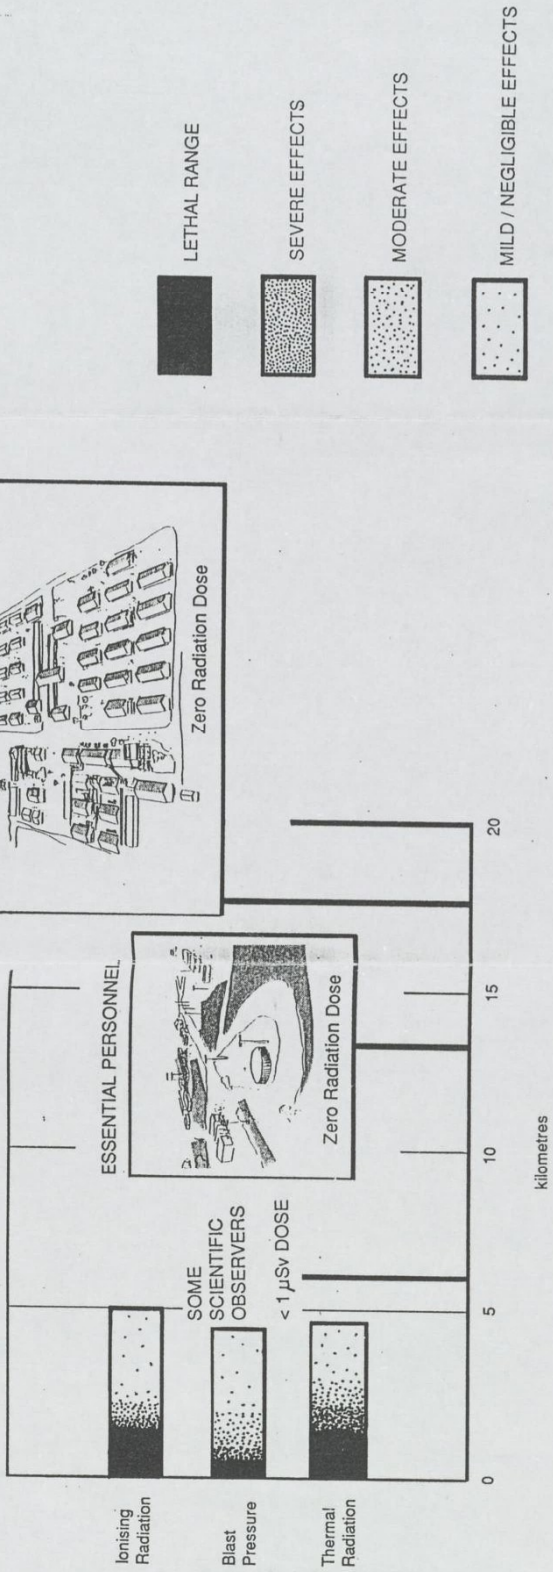 Ionising
Radiation
Blast
Pressure
Thermal
Radiation
SOME
SCIENTIFIC
OBSERVERS
< 1 µSv DOSE
ESSENTIAL PERSONNEL
Zero Radiation Dose
Zero Radiation Dose
0
5
10
15
20
kilometres
LETHAL RANGE
SEVERE EFFECTS
MODERATE EFFECTS
MILD / NEGLIGIBLE EFFECTS